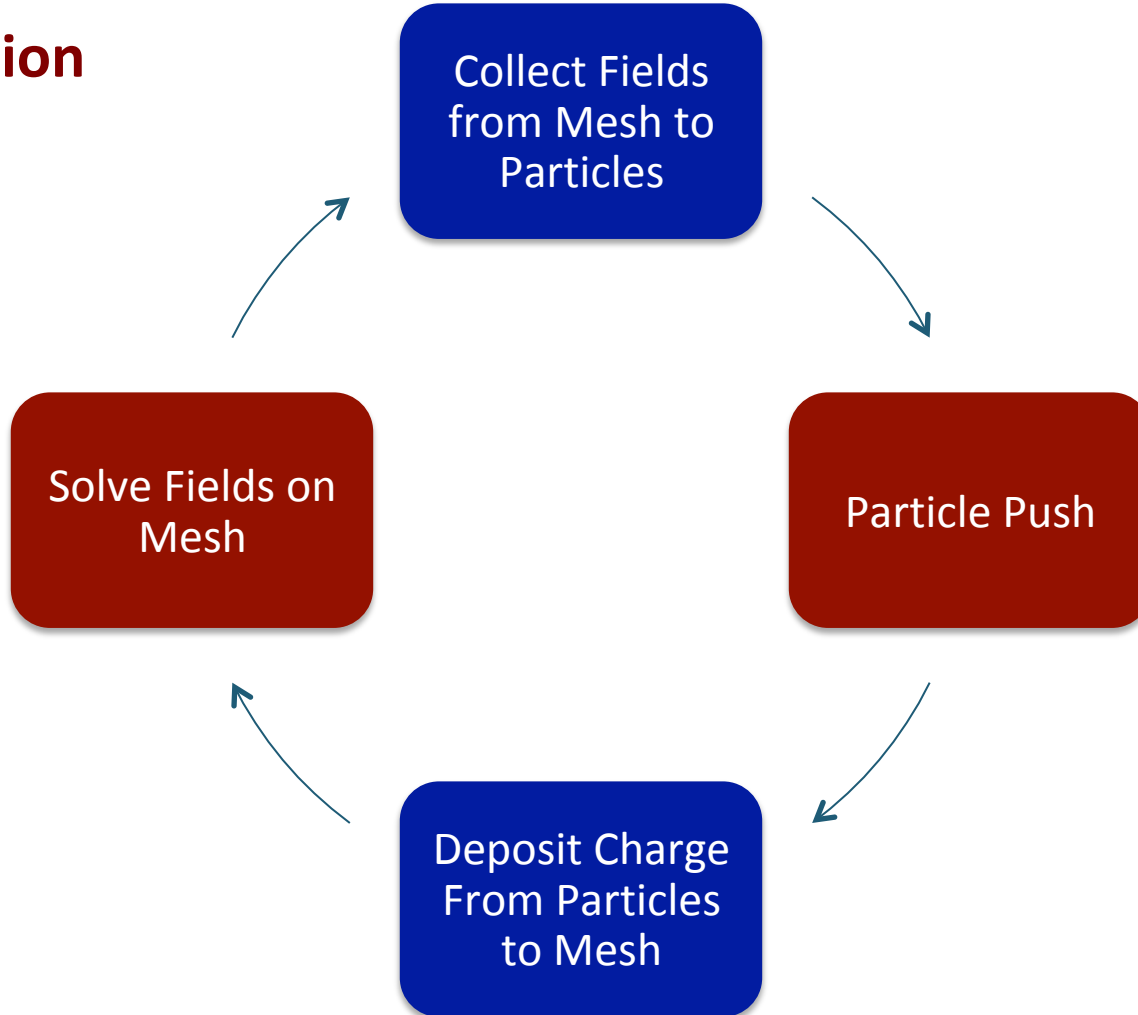 ion
Collect Fields
from Mesh to
Particles
Solve Fields on
Mesh
Particle Push
Deposit Charge
From Particles
to Mesh